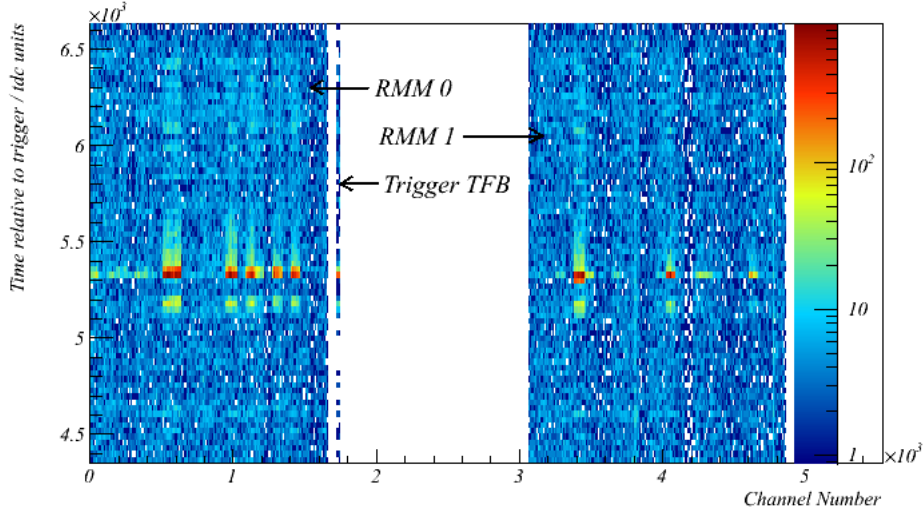 ×10³
6.5
6
5.5
5
4.5
Time relative to trigger / tdc units
RMM 0
RMM 1
Trigger TFB
10²
10
1
0 1 2 3 4 5 ×10³
Channel Number